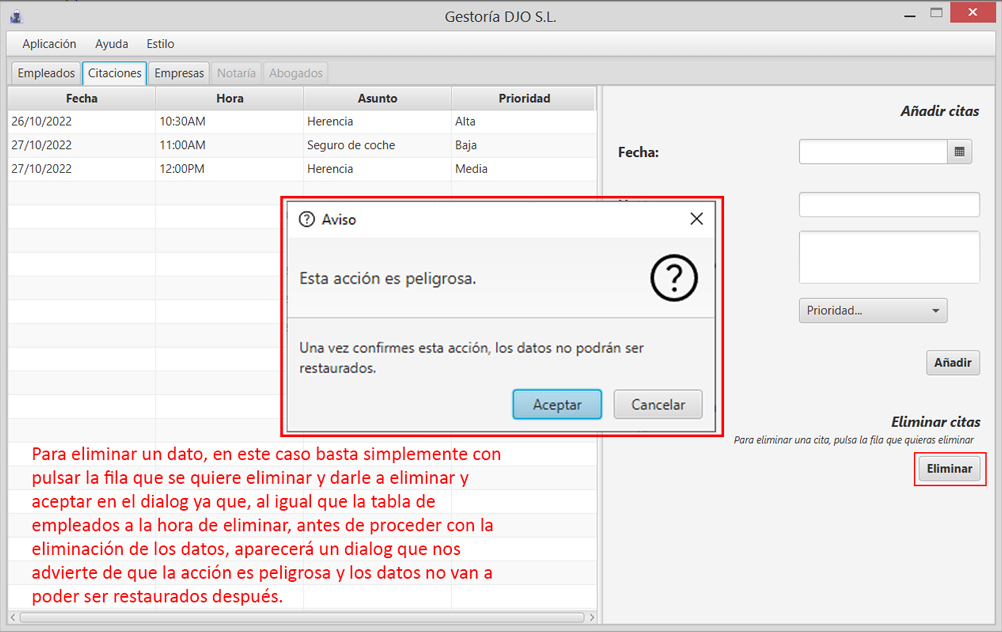 Gestoría DJO S.L.
Aplicación Ayuda Estilo
Empleados Citaciones Empresas Notaría Abogados
Fecha Hora Asunto Prioridad
26/10/2022 10:30AM Herencia Alta
27/10/2022 11:00AM Seguro de coche Baja
27/10/2022 12:00PM Herencia Media
Añadir citas
Fecha:
Prioridad...
Añadir
Eliminar citas
Para eliminar una cita, pulsa la fila que quieras eliminar
Eliminar
Aviso
Esta acción es peligrosa.
Una vez confirmes esta acción, los datos no podrán ser
restaurados.
Aceptar Cancelar
Para eliminar un dato, en este caso basta simplemente con
pulsar la fila que se quiere eliminar y darle a eliminar y
aceptar en el dialog ya que, al igual que la tabla de
empleados a la hora de eliminar, antes de proceder con la
eliminación de los datos, aparecerá un dialog que nos
advierte de que la acción es peligrosa y los datos no van a
poder ser restaurados después.